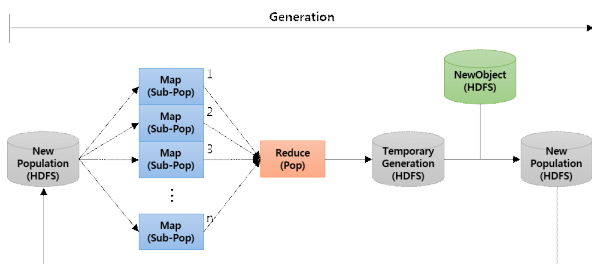 Generation
New
Population
(HDFS)
Map
(Sub-Pop)
1
Map
(Sub-Pop)
2
Map
(Sub-Pop)
3
⋮
Map
(Sub-Pop)
n
Reduce
(Pop)
Temporary
Generation
(HDFS)
NewObject
(HDFS)
New
Population
(HDFS)